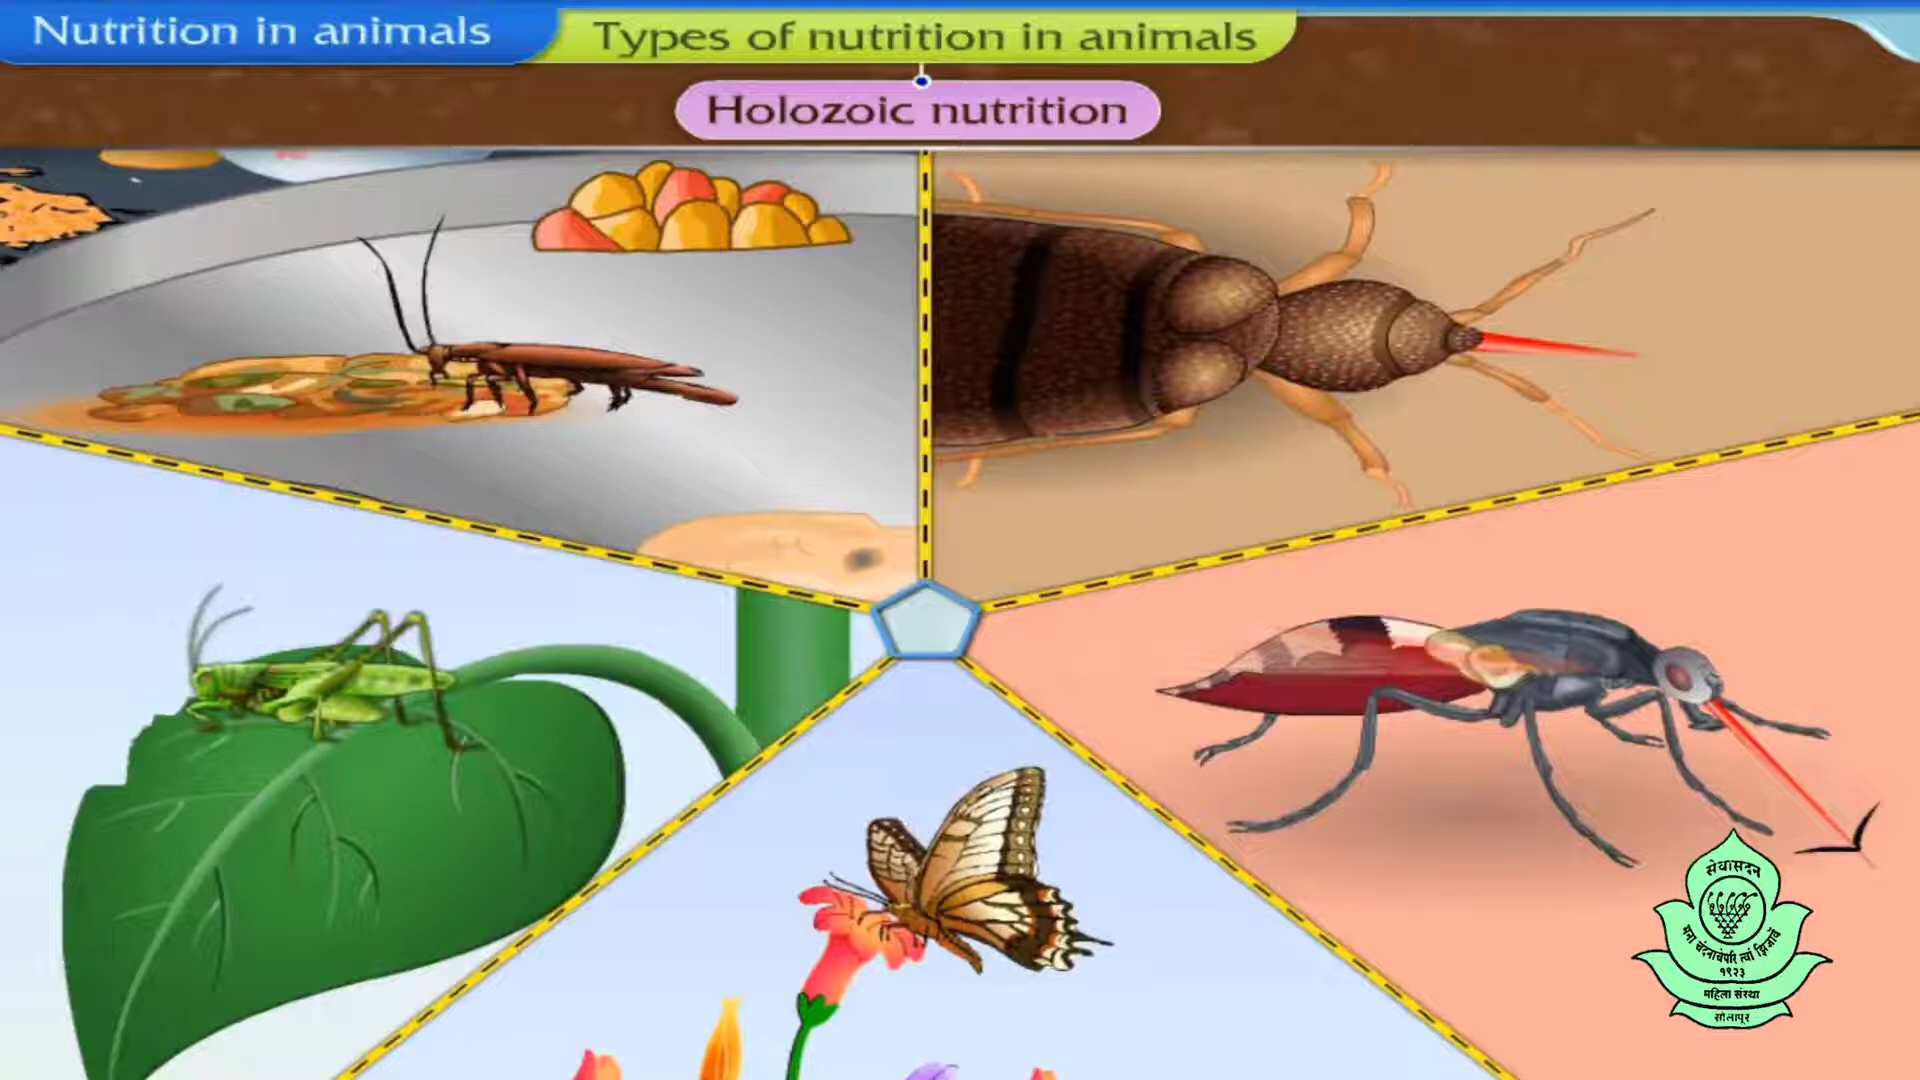 Nutrition in animals
Types of nutrition in animals
Holozoic nutrition
सेवासदन
१९२३
महिला संस्था
सोलापूर